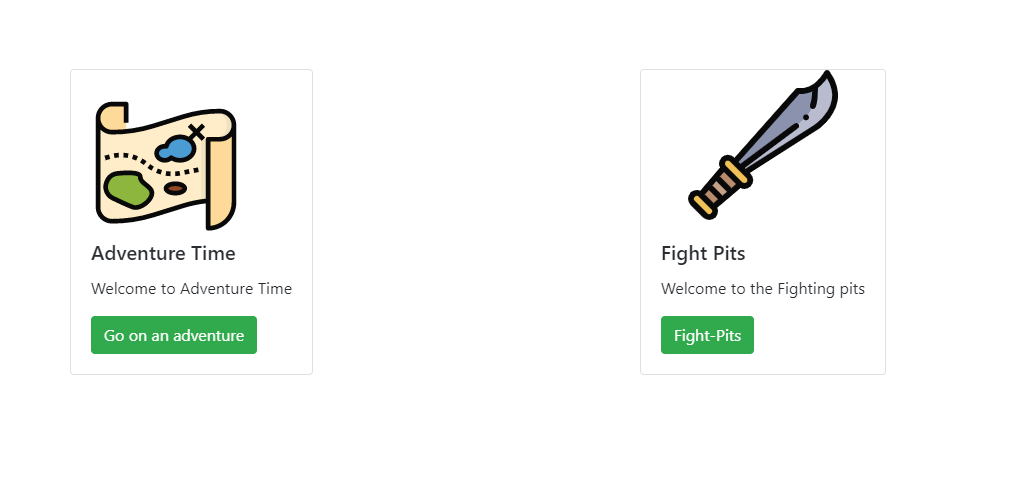 Adventure Time
Welcome to Adventure Time
Go on an adventure
Fight Pits
Welcome to the Fighting pits
Fight-Pits